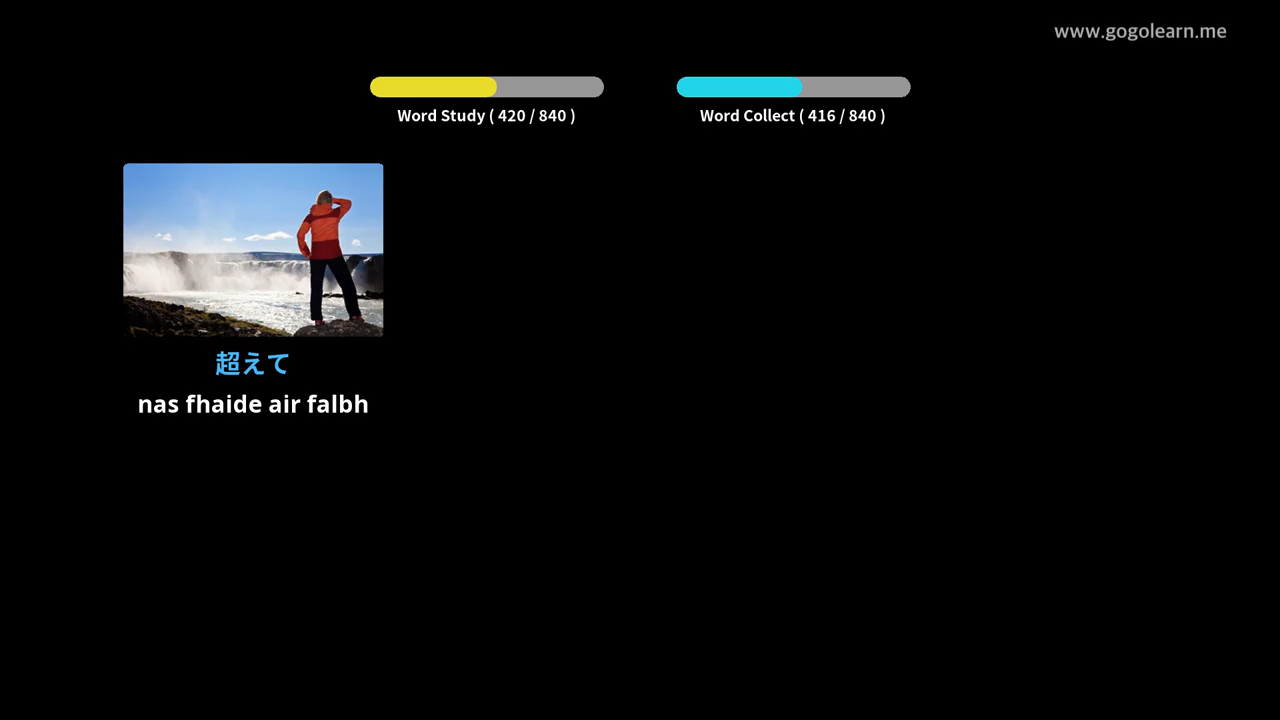 www.gogolearn.me
Word Study ( 420 / 840 )
Word Collect ( 416 / 840 )
超えて
nas fhaide air falbh